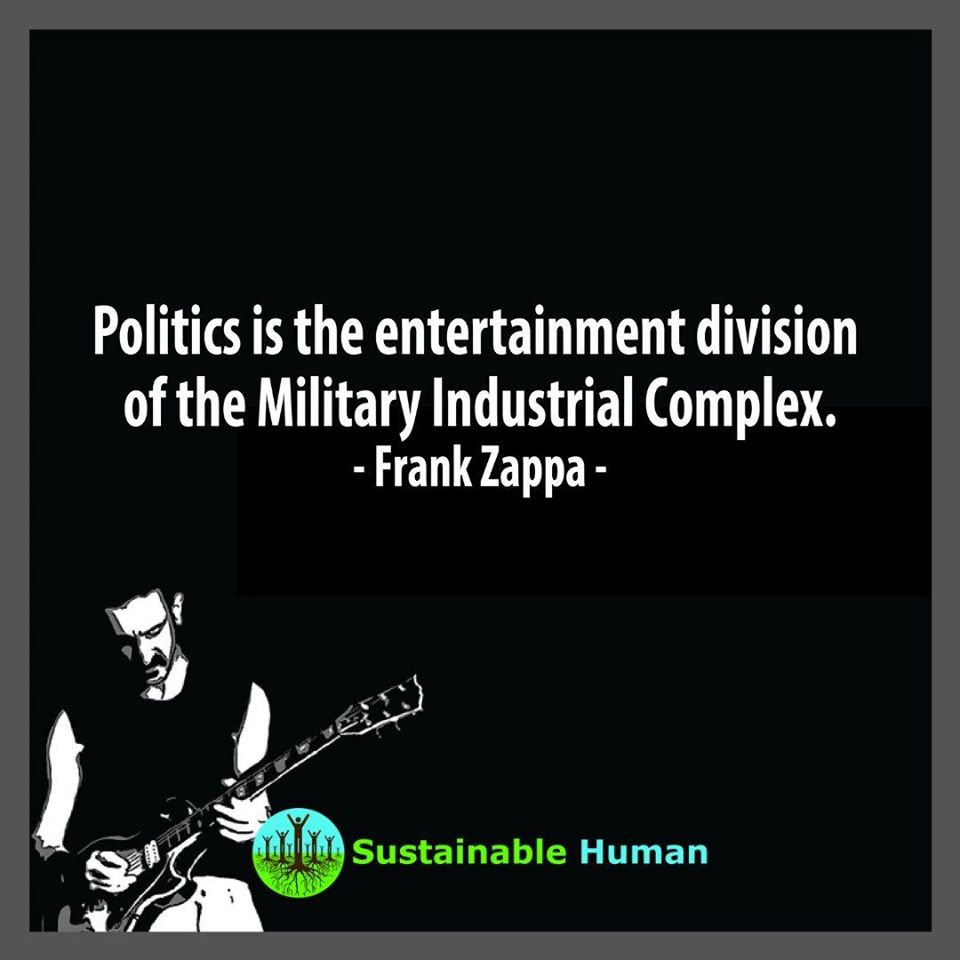 Politics is the entertainment division
of the Military Industrial Complex.
- Frank Zappa -
Sustainable Human